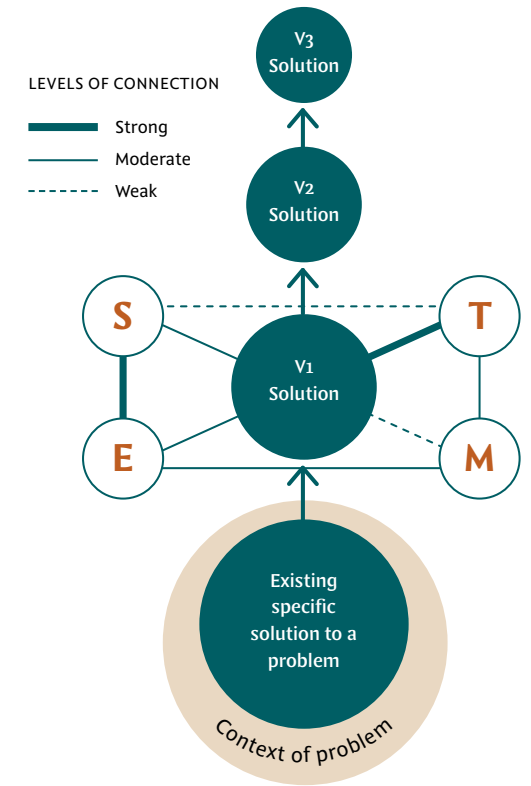 V3
Solution
LEVELS OF CONNECTION
Strong
Moderate
Weak
V2
Solution
S
T
V1
Solution
E
M
Existing
specific
solution to a
problem
Context of problem